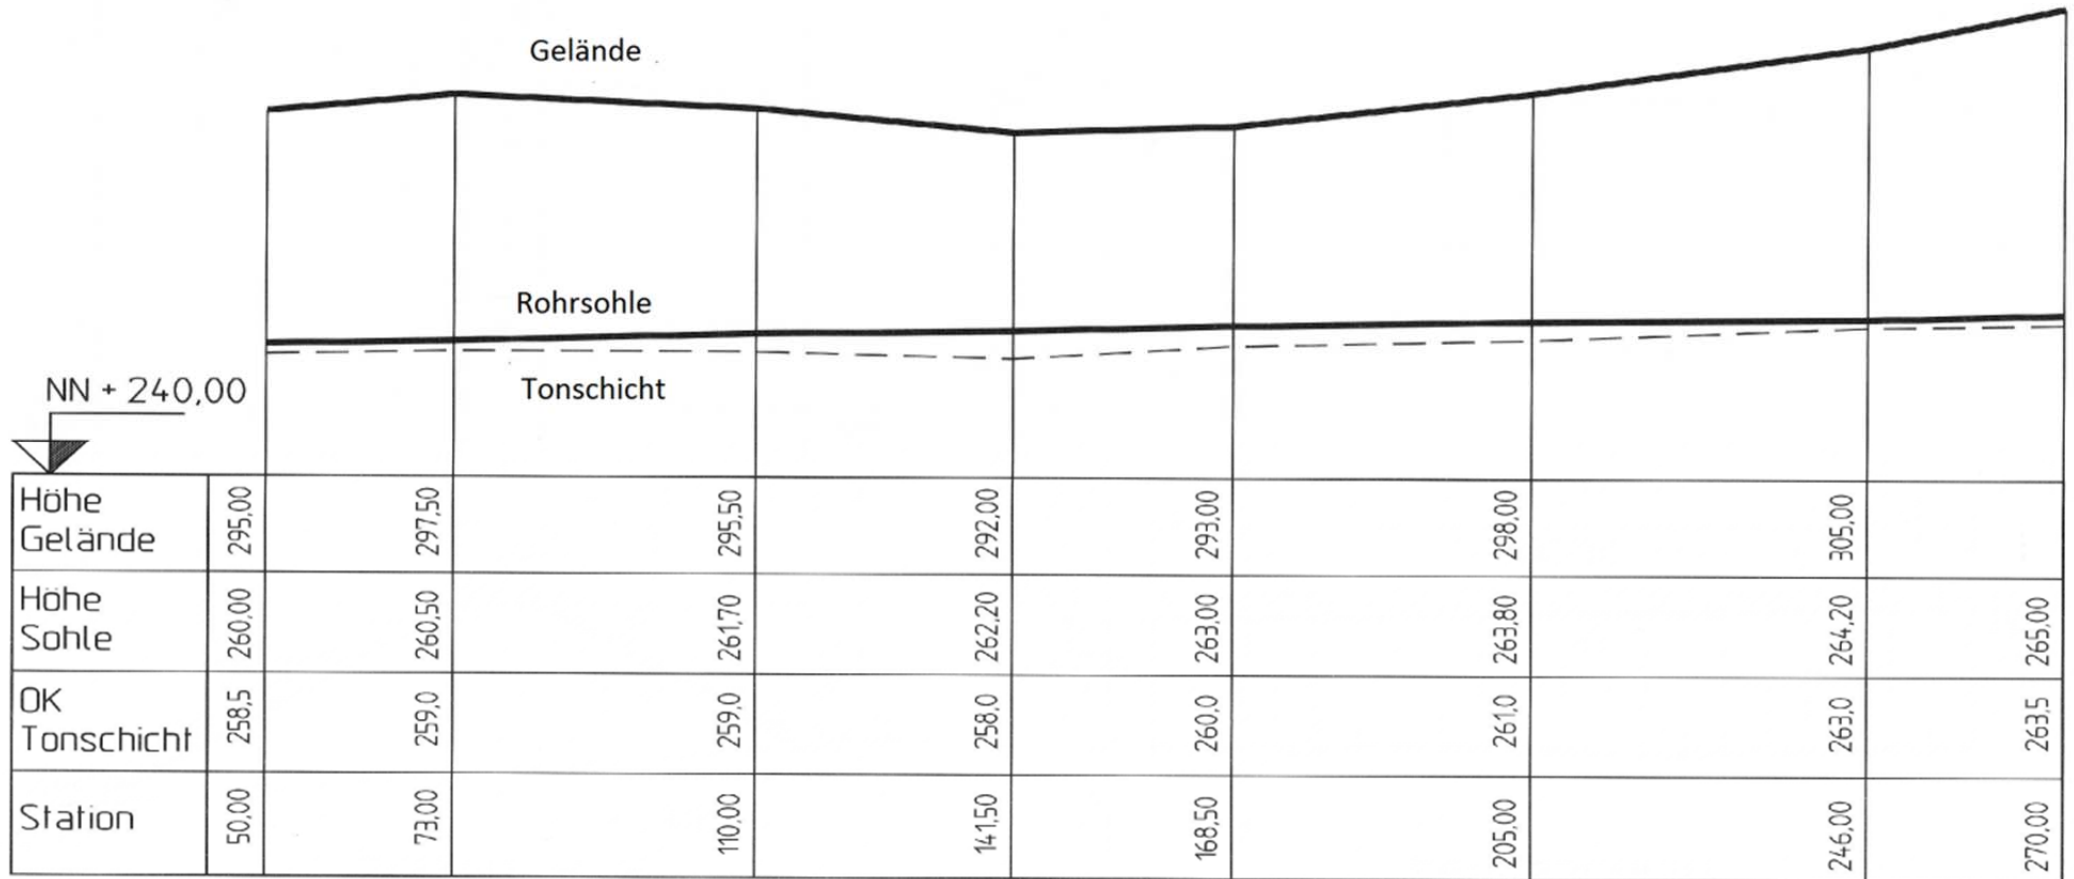 Gelände
Rohrsohle
Tonschicht
NN + 240,00
Höhe
Gelände
295,00
297,50
295,50
292,00
293,00
298,00
305,00
Höhe
Sohle
260,00
260,50
261,70
262,20
263,00
263,80
264,20
265,00
OK
Tonschicht
258,5
259,0
259,0
258,0
260,0
261,0
263,0
263,5
Station
50,00
73,00
110,00
141,50
168,50
205,00
246,00
270,00